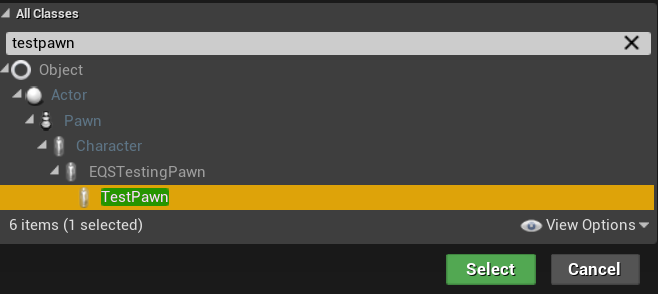 All Classes
testpawn
Object
Actor
Pawn
Character
EQSTestingPawn
TestPawn
6 items (1 selected) View Options
Select Cancel